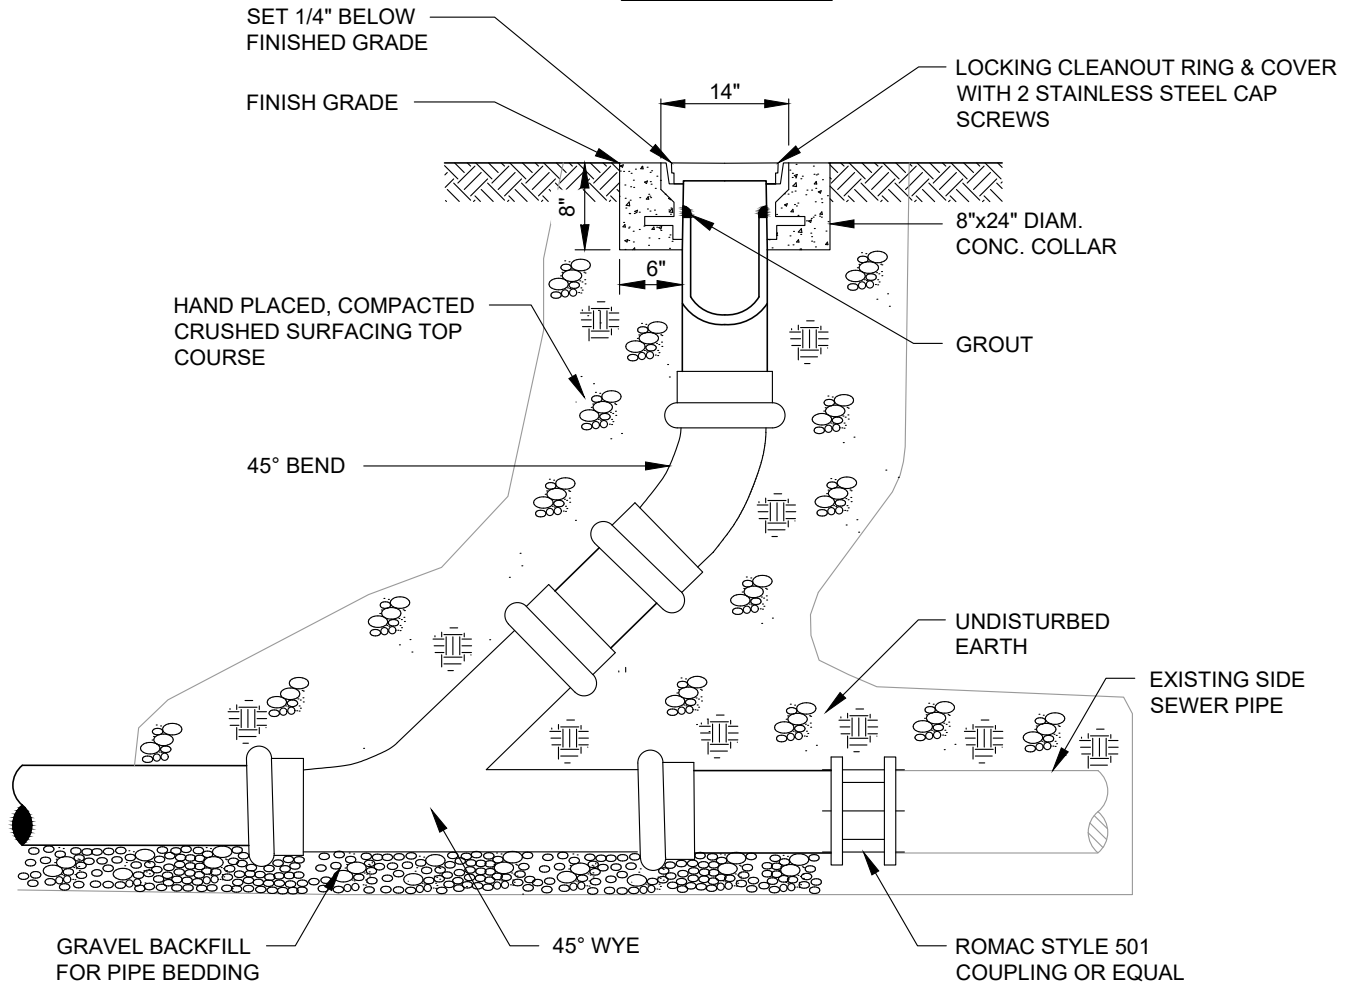 SET 1/4" BELOW
FINISHED GRADE
FINISH GRADE
14"
LOCKING CLEANOUT RING & COVER
WITH 2 STAINLESS STEEL CAP
SCREWS
8"
8"x24" DIAM.
CONC. COLLAR
6"
HAND PLACED, COMPACTED
CRUSHED SURFACING TOP
COURSE
GROUT
45° BEND
UNDISTURBED
EARTH
EXISTING SIDE
SEWER PIPE
GRAVEL BACKFILL
FOR PIPE BEDDING
45° WYE
ROMAC STYLE 501
COUPLING OR EQUAL